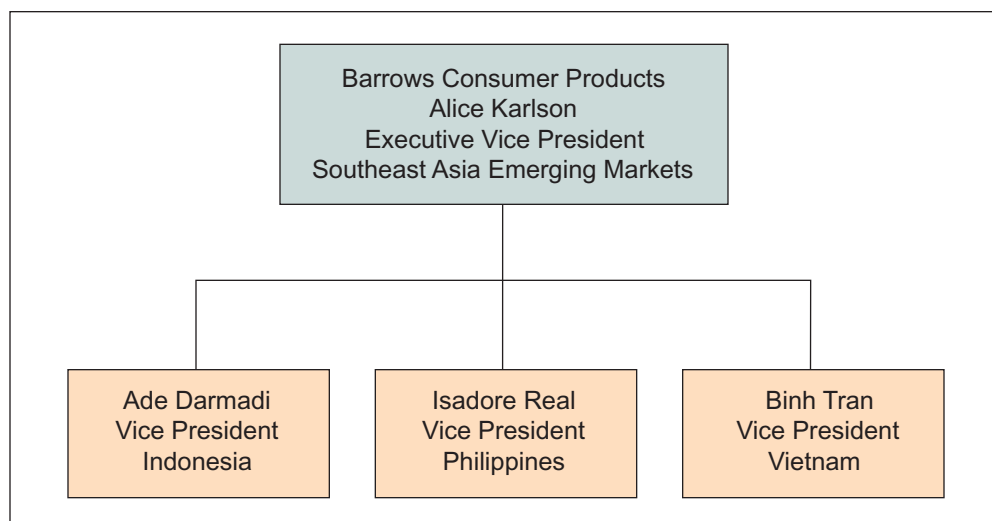 Barrows Consumer Products
Alice Karlson
Executive Vice President
Southeast Asia Emerging Markets
Ade Darmadi
Vice President
Indonesia
Isadore Real
Vice President
Philippines
Binh Tran
Vice President
Vietnam